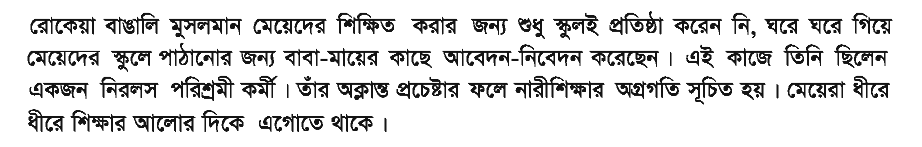 রোকেয়া বাঙালি মুসলমান মেয়েদের শিক্ষিত করার জন্য শুধু স্কুলই প্রতিষ্ঠা করেন নি, ঘরে ঘরে গিয়ে
মেয়েদের স্কুলে পাঠানোর জন্য বাবা-মায়ের কাছে আবেদন-নিবেদন করেছেন। এই কাজে তিনি ছিলেন
একজন নিরলস পরিশ্রমী কর্মী। তাঁর অক্লান্ত প্রচেষ্টার ফলে নারীশিক্ষার অগ্রগতি সূচিত হয়। মেয়েরা ধীরে
ধীরে শিক্ষার আলোর দিকে এগোতে থাকে।